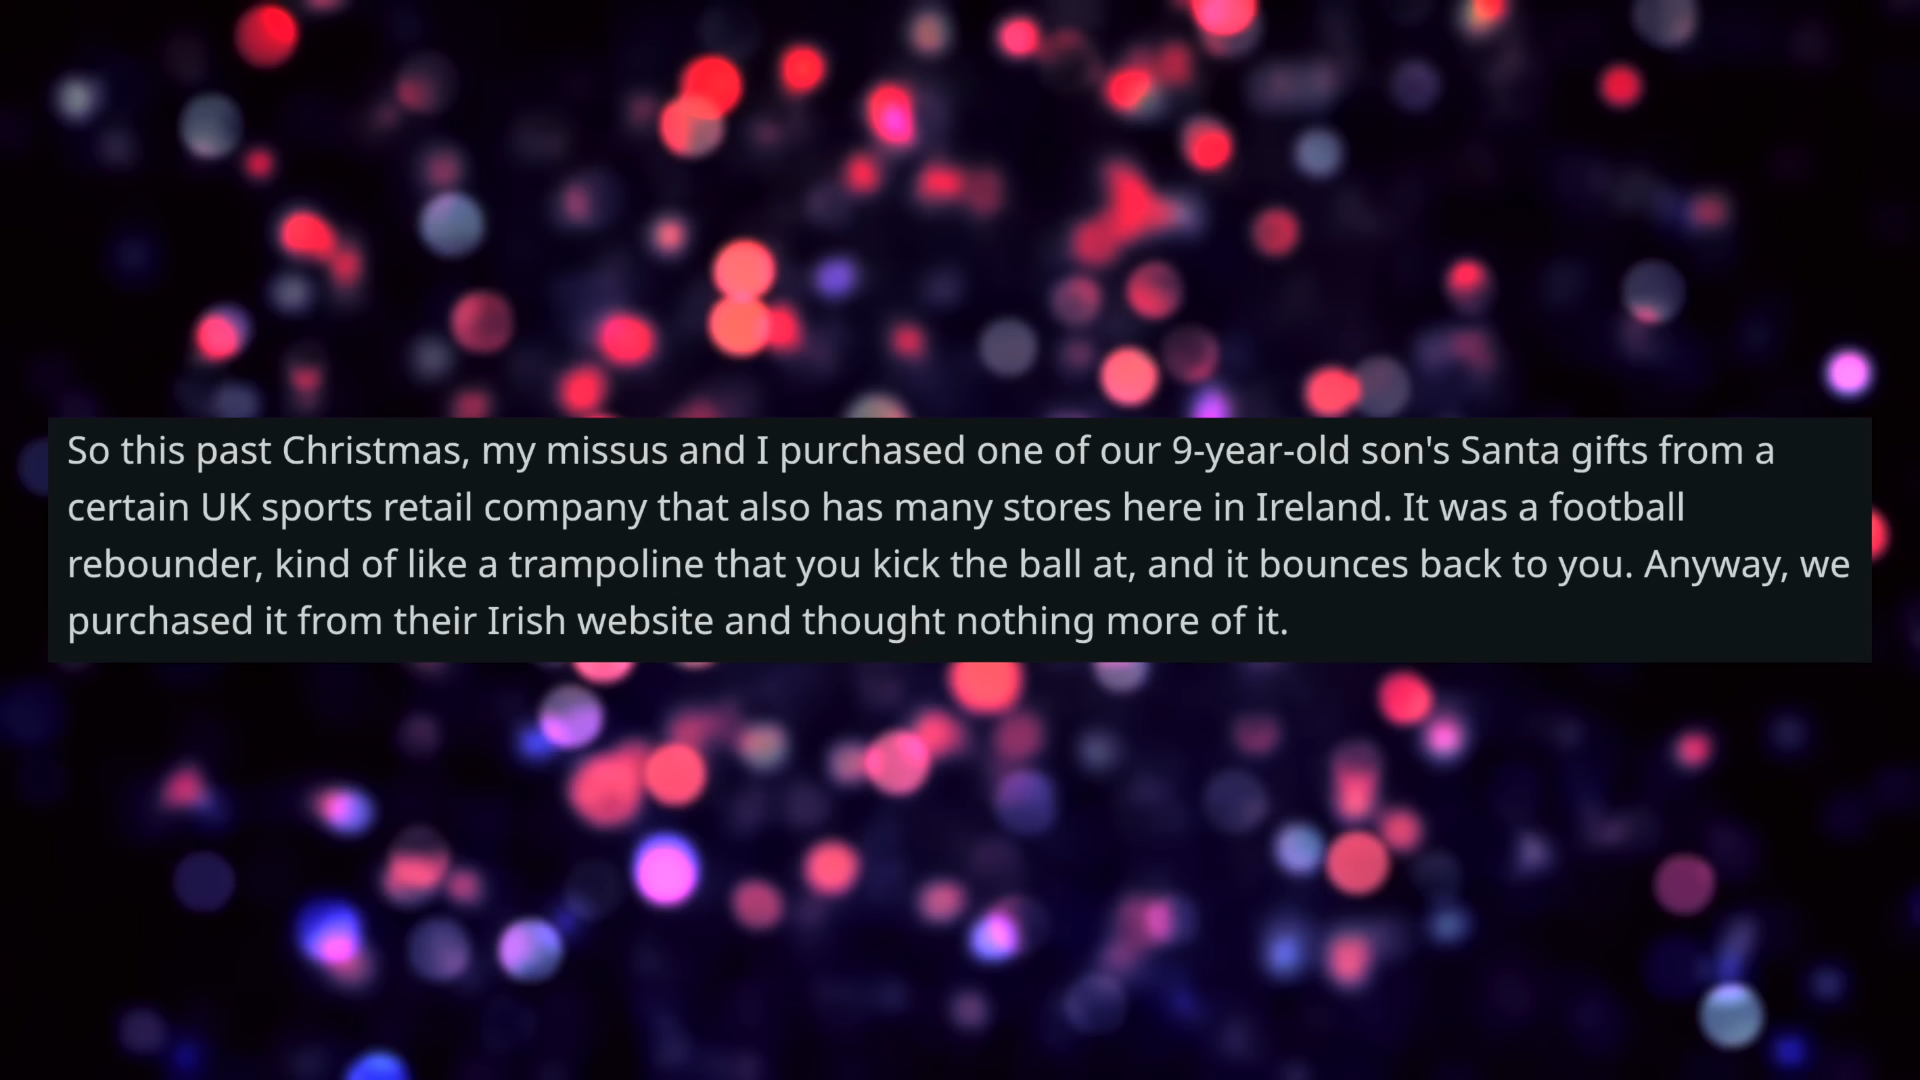 So this past Christmas, my missus and I purchased one of our 9-year-old son's Santa gifts from a
certain UK sports retail company that also has many stores here in Ireland. It was a football
rebounder, kind of like a trampoline that you kick the ball at, and it bounces back to you. Anyway, we
purchased it from their Irish website and thought nothing more of it.